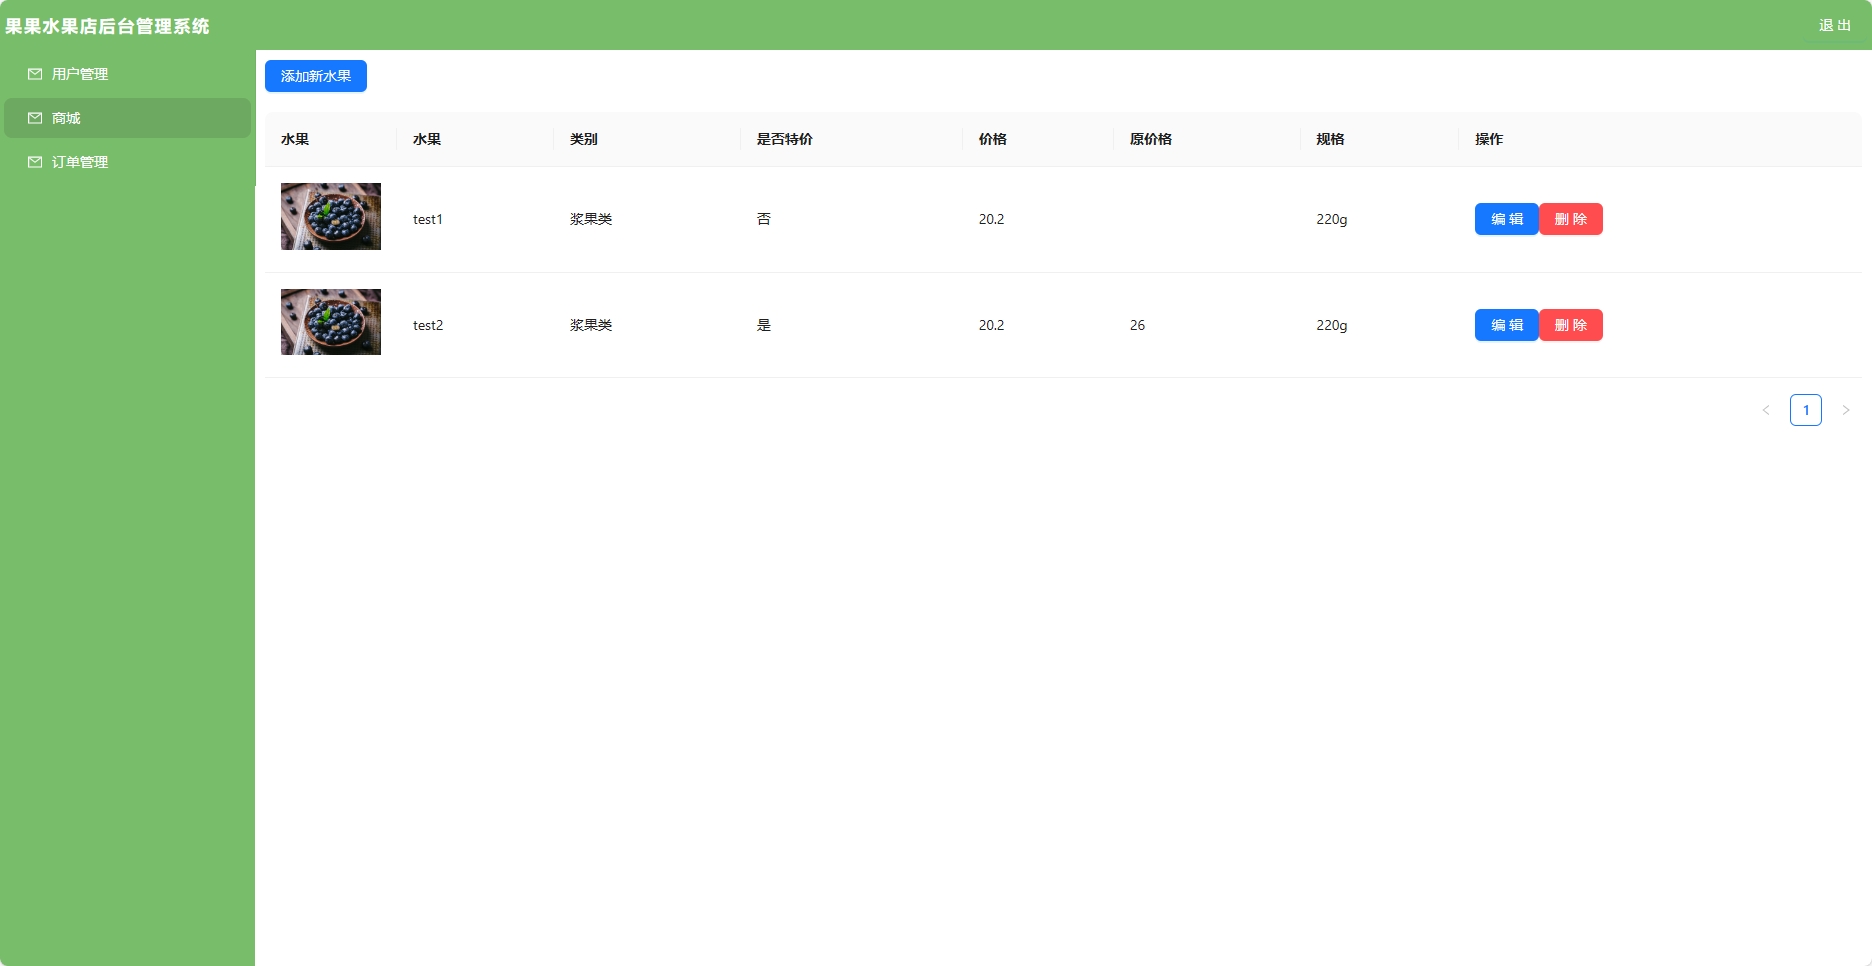 果果水果店后台管理系统
退 出
用户管理
商城
订单管理
添加新水果
水果 水果 类别 是否特价 价格 原价格 规格 操作
test1 浆果类 否 20.2 220g 编 辑 删 除
test2 浆果类 是 20.2 26 220g 编 辑 删 除
1